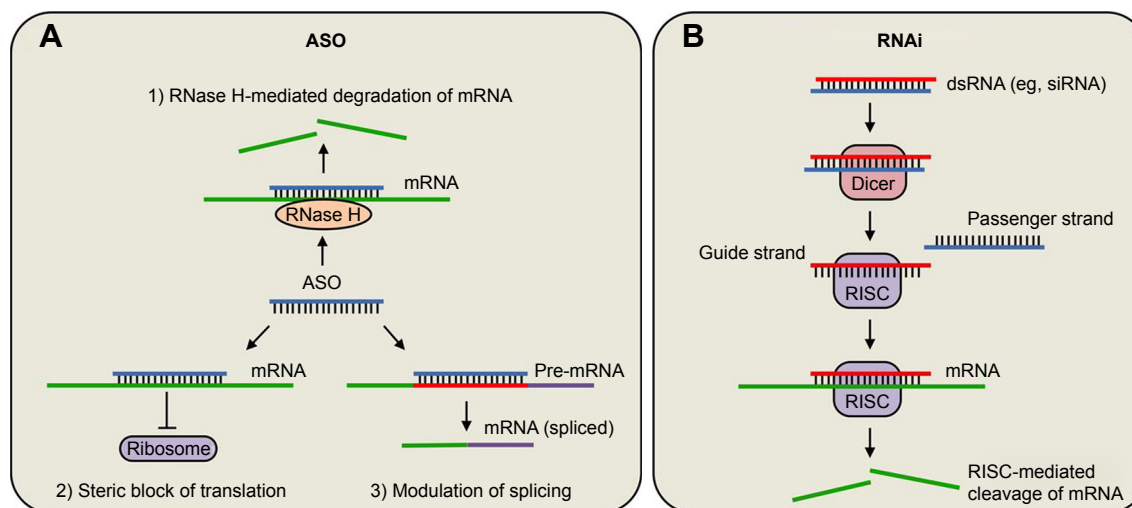 A
ASO
1) RNase H-mediated degradation of mRNA
mRNA
RNase H
ASO
mRNA
Pre-mRNA
Ribosome
mRNA (spliced)
2) Steric block of translation
3) Modulation of splicing
B
RNAi
dsRNA (eg, siRNA)
Dicer
Passenger strand
Guide strand
RISC
mRNA
RISC
RISC-mediated
cleavage of mRNA